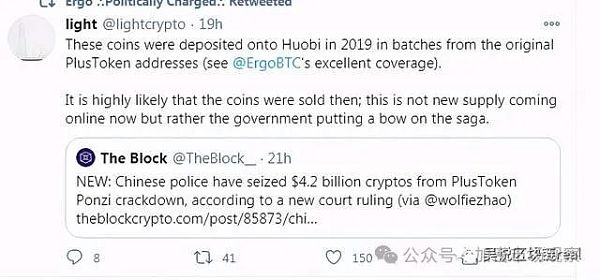 Ergo ∴Politically Charged∴ Retweeted
light @lightcrypto · 19h
These coins were deposited onto Huobi in 2019 in batches from the original
PlusToken addresses (see @ErgoBTC's excellent coverage).
It is highly likely that the coins were sold then; this is not new supply coming
online now but rather the government putting a bow on the saga.
The Block @TheBlock__ · 21h
NEW: Chinese police have seized $4.2 billion cryptos from PlusToken
Ponzi crackdown, according to a new court ruling (via @wolfiezhao)
theblockcrypto.com/post/85873/chi...
8 41 150
公众号